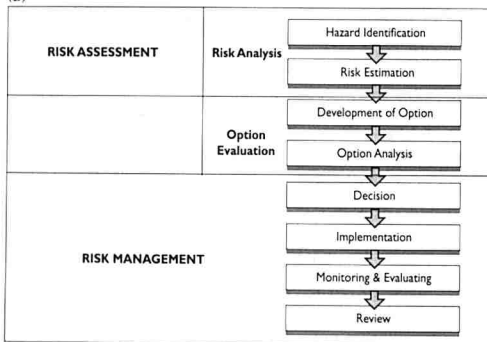 RISK ASSESSMENT
Risk Analysis
Hazard Identification
Risk Estimation
Option
Evaluation
Development of Option
Option Analysis
RISK MANAGEMENT
Decision
Implementation
Monitoring & Evaluating
Review